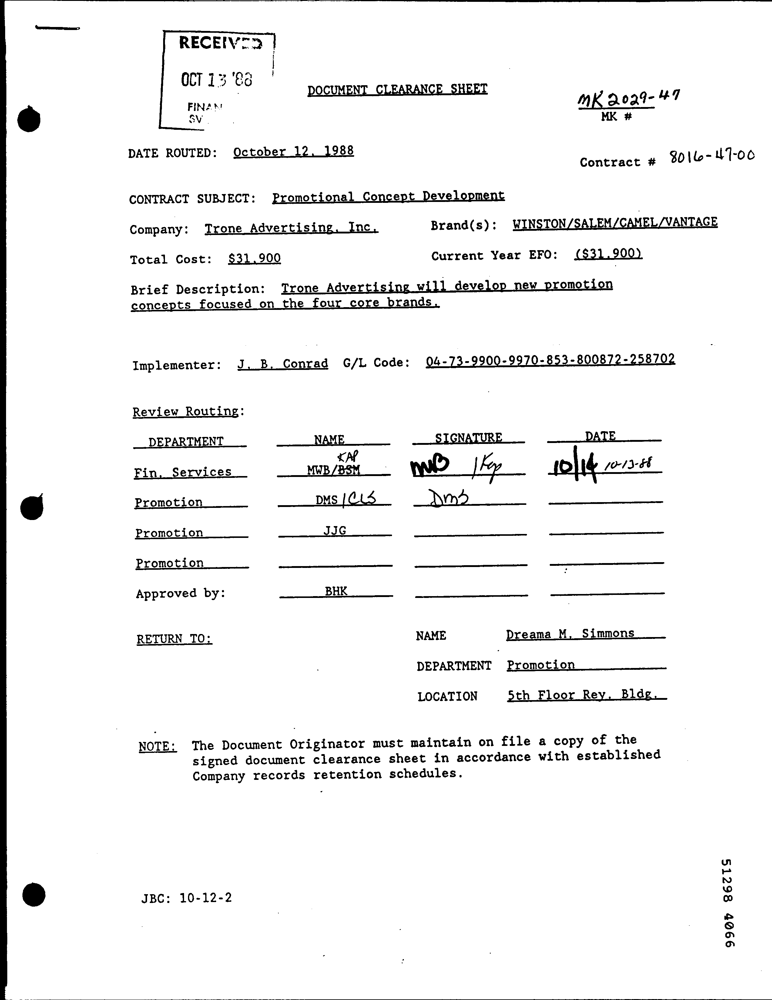 RECEIVED
OCT 13 '88
FINAN
SV
DOCUMENT CLEARANCE SHEET
MK 2029-47
MK #
DATE ROUTED: October 12, 1988
Contract # 8016-47-00
CONTRACT SUBJECT: Promotional Concept Development
Company: Trone Advertising, Inc. Brand(s): WINSTON/SALEM/CAMEL/VANTAGE
Total Cost: $31,900 Current Year EFO: ($31,900)
Brief Description: Trone Advertising will develop new promotion
concepts focused on the four core brands.
Implementer: J. B. Conrad G/L Code: 04-73-9900-9970-853-800872-258702
Review Routing:
DEPARTMENT NAME SIGNATURE DATE
KAP
Fin. Services MWB/BSM MWB /Kap 10/14 10-13-88
Promotion DMS /CLS Dms
Promotion JJG
Promotion
Approved by: BHK
RETURN TO: NAME Dreama M. Simmons
DEPARTMENT Promotion
LOCATION 5th Floor Rey. Bldg.
NOTE: The Document Originator must maintain on file a copy of the
signed document clearance sheet in accordance with established
Company records retention schedules.
JBC: 10-12-2
51298 4066